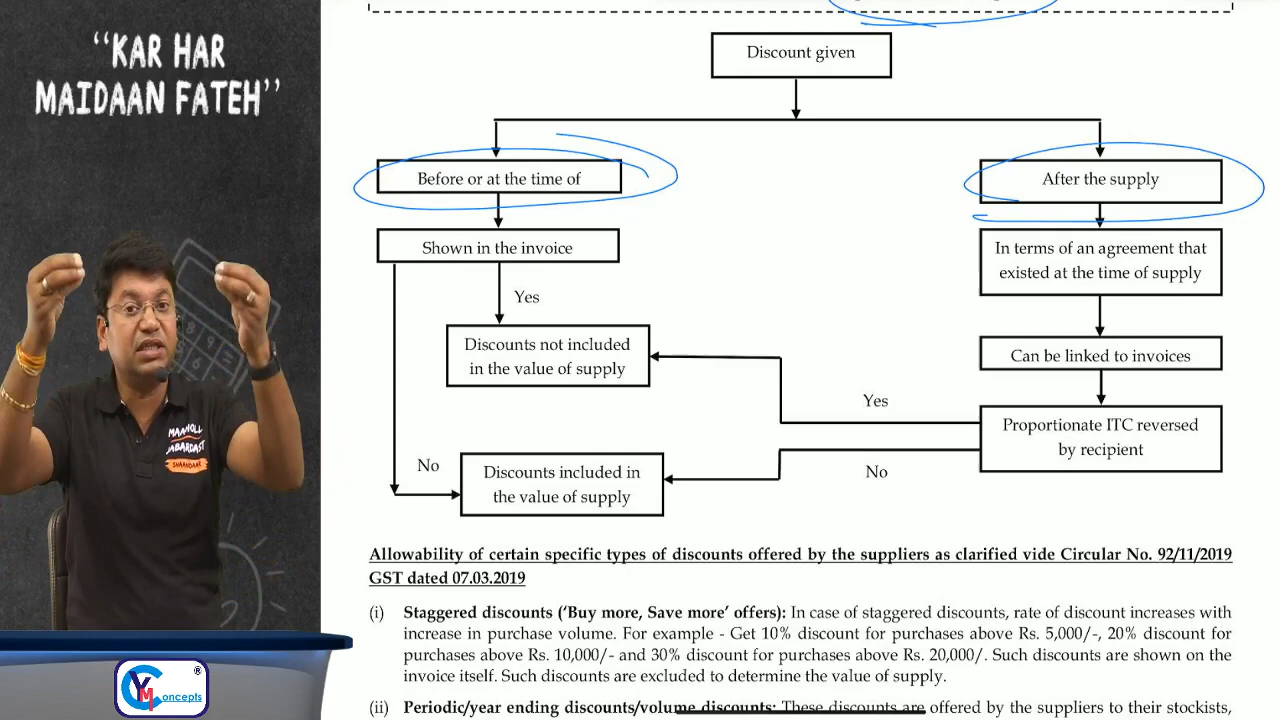 “KAR HAR
MAIDAAN FATEH”
Discount given
Before or at the time of
After the supply
Shown in the invoice
In terms of an agreement that
existed at the time of supply
Yes
Discounts not included
in the value of supply
Can be linked to invoices
Yes
Proportionate ITC reversed
by recipient
No
Discounts included in
the value of supply
No
Allowability of certain specific types of discounts offered by the suppliers as clarified vide Circular No. 92/11/2019
GST dated 07.03.2019
(i) Staggered discounts (‘Buy more, Save more’ offers): In case of staggered discounts, rate of discount increases with
increase in purchase volume. For example - Get 10% discount for purchases above Rs. 5,000/-, 20% discount for
purchases above Rs. 10,000/- and 30% discount for purchases above Rs. 20,000/. Such discounts are shown on the
invoice itself. Such discounts are excluded to determine the value of supply.
(ii) Periodic/year ending discounts/volume discounts: These discounts are offered by the suppliers to their stockists,
SHAANDAAR
YM Concepts
®